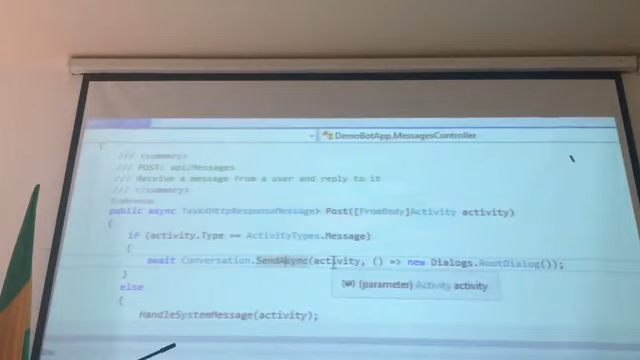 DemoBotApp.MessagesController
{
/// <summary>
/// POST: api/Messages
/// Receive a message from a user and reply to it
/// </summary>
public async Task<HttpResponseMessage> Post([FromBody]Activity activity)
{
if (activity.Type == ActivityTypes.Message)
{
await Conversation.SendAsync(activity, () => new Dialogs.RootDialog());
(parameter) Activity activity
}
else
{
HandleSystemMessage(activity);